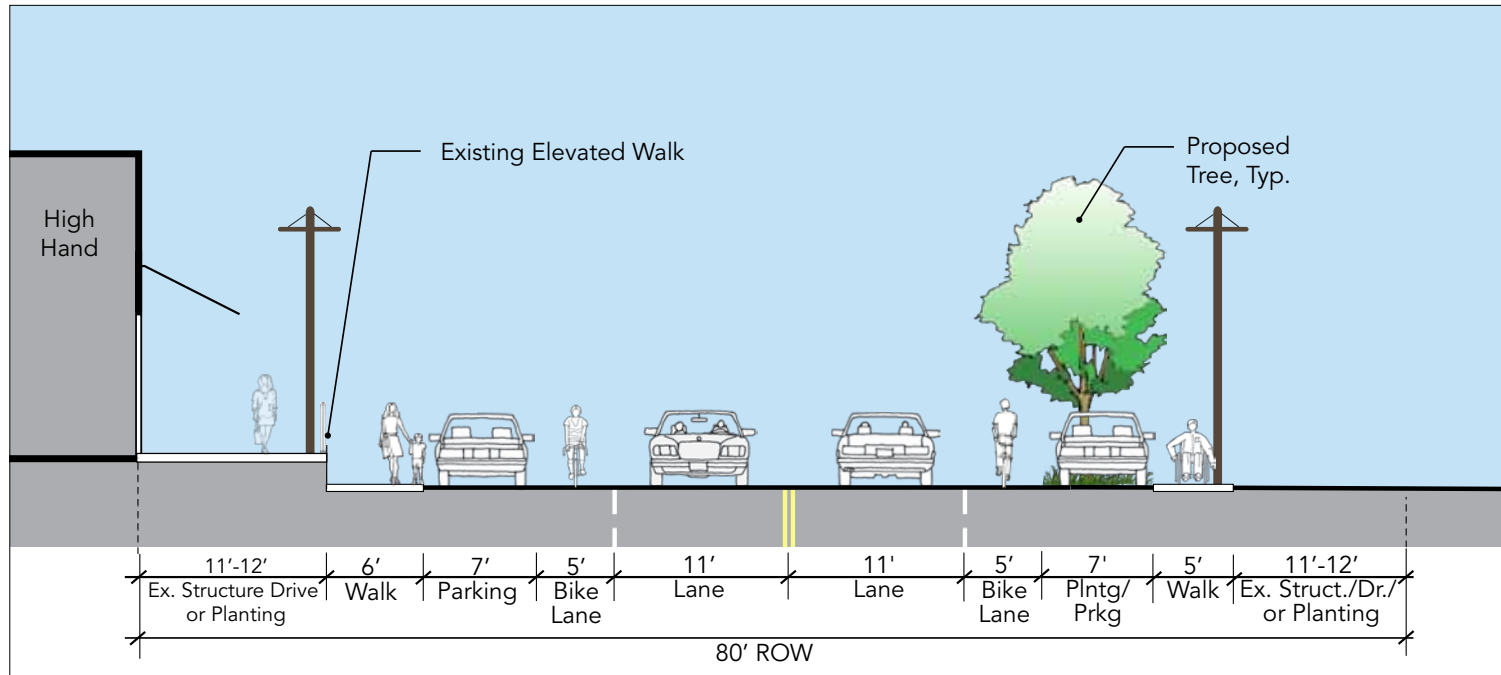 High
Hand
Existing Elevated Walk
Proposed
Tree, Typ.
11'-12'
Ex. Structure Drive
or Planting
6'
Walk
7'
Parking
5'
Bike
Lane
11'
Lane
11'
Lane
5'
Bike
Lane
7'
Plntg/
Prkg
5'
Walk
11'-12'
Ex. Struct./Dr./
or Planting
80' ROW